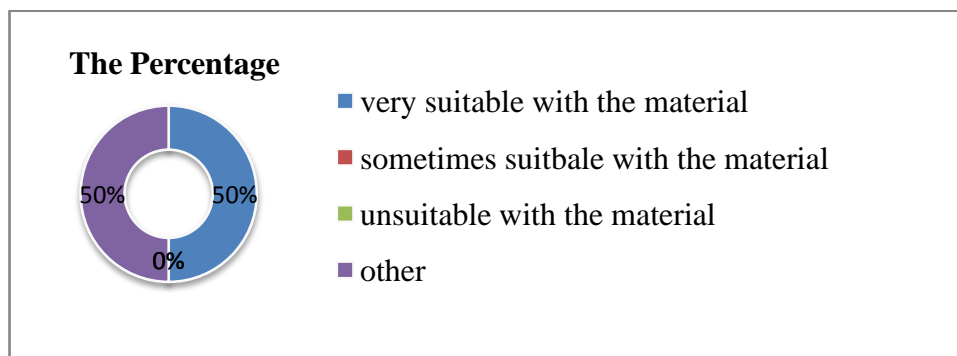 The Percentage
very suitable with the material
sometimes suitbale with the material
unsuitable with the material
other
50%
50%
0%